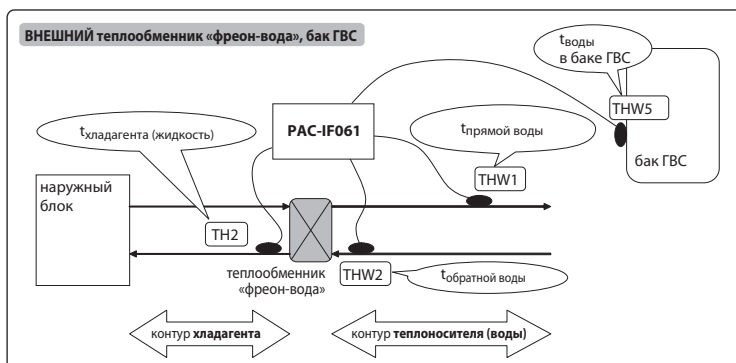 ВНЕШНИЙ теплообменник «фреон-вода», бак ГВС
tводы
в баке ГВС
THW5
бак ГВС
PAC-IF061
tхладагента (жидкость)
tпрямой воды
THW1
наружный
блок
TH2
теплообменник
«фреон-вода»
THW2
tобратной воды
контур хладагента
контур теплоносителя (воды)